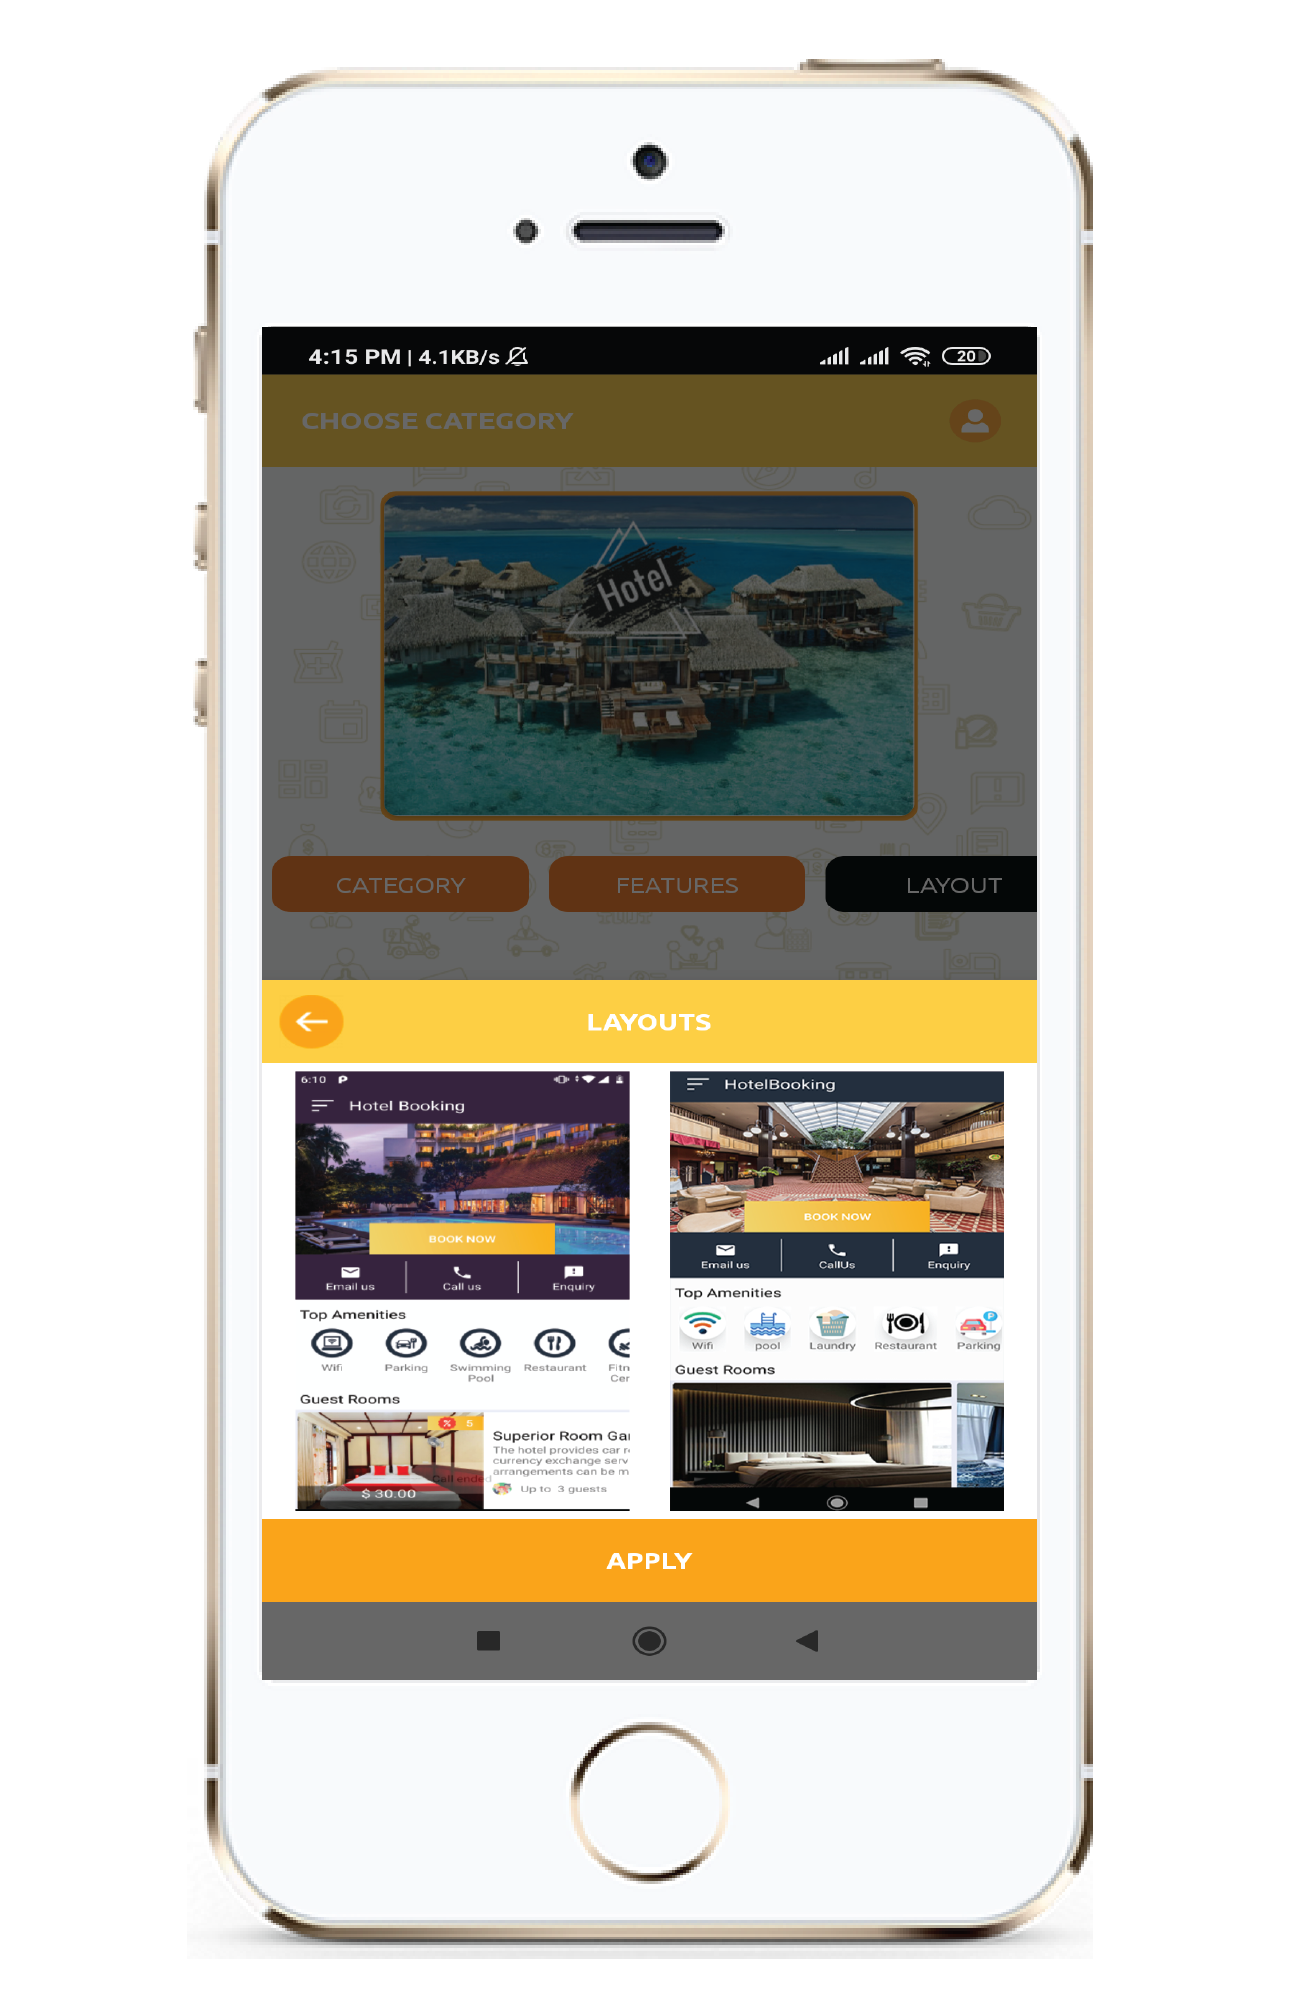 4:15 PM | 4.1KB/s
20
CHOOSE CATEGORY
Hotel
CATEGORY
FEATURES
LAYOUT
LAYOUTS
6:10
Hotel Booking
BOOK NOW
Email us
Call us
Enquiry
Top Amenities
Wifi
Parking
Swimming
Pool
Restaurant
Fitn
Cer
Guest Rooms
5
Call ended
$ 30.00
Superior Room Gar
The hotel provides car r
currency exchange serv
arrangements can be m
Up to 3 guests
HotelBooking
BOOK NOW
Email us
CallUs
Enquiry
Top Amenities
Wifi
pool
Laundry
Restaurant
Parking
Guest Rooms
APPLY